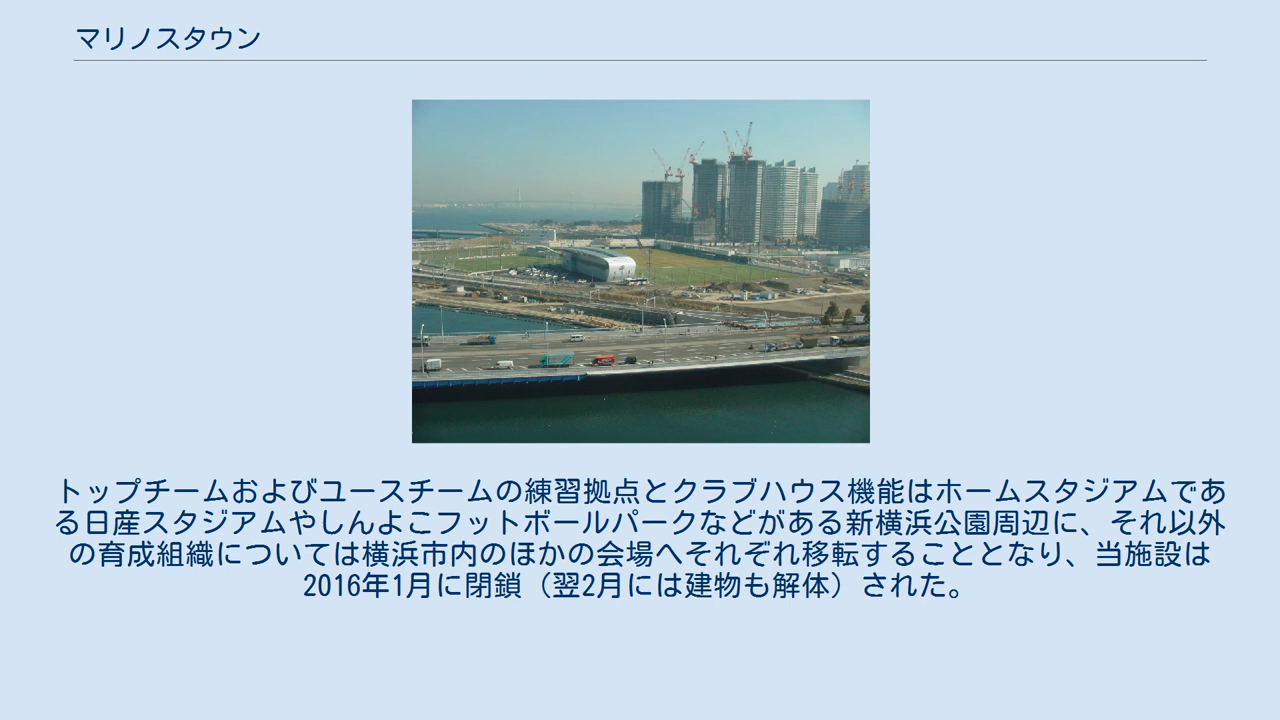 マリノスタウン
トップチームおよびユースチームの練習拠点とクラブハウス機能はホームスタジアムであ
る日産スタジアムやしんよこフットボールパークなどがある新横浜公園周辺に、それ以外
の育成組織については横浜市内のほかの会場へそれぞれ移転することとなり、当施設は
2016年1月に閉鎖（翌2月には建物も解体）された。